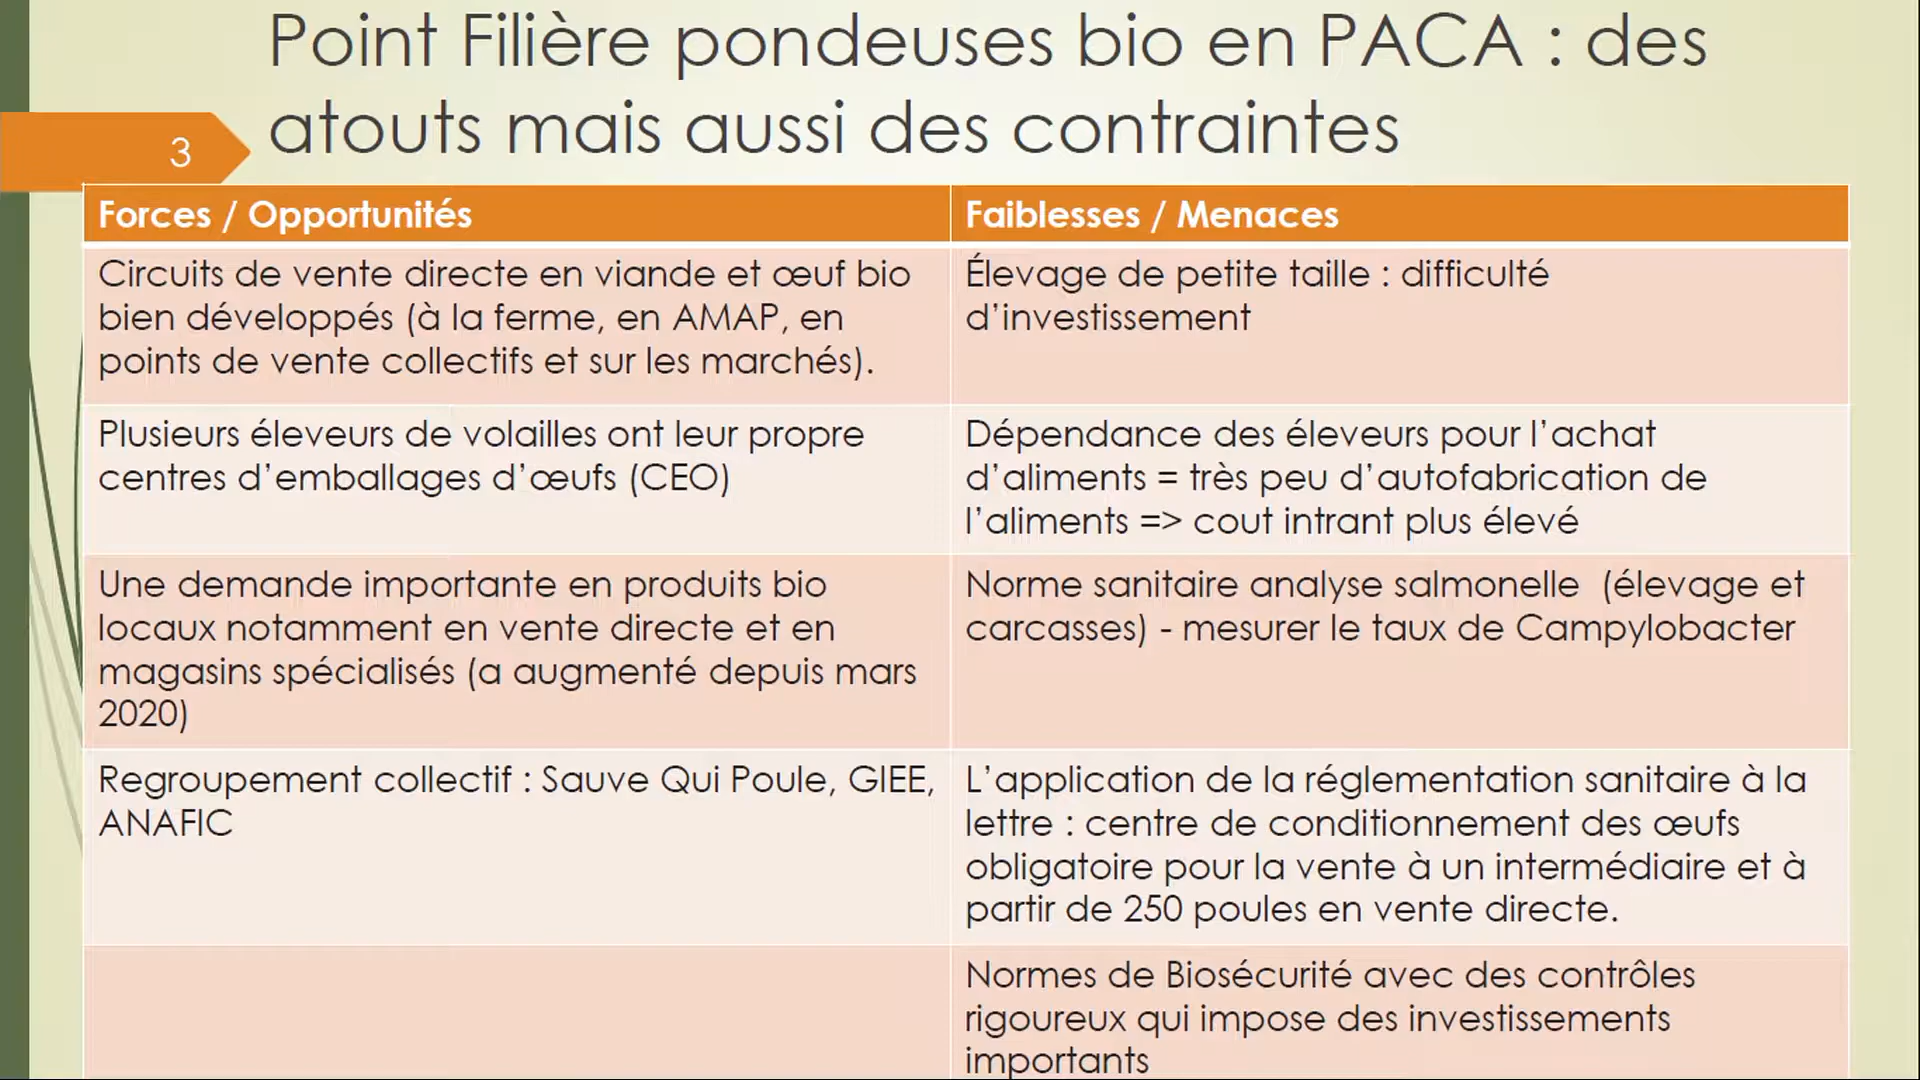 Point Filière pondeuses bio en PACA : des
atouts mais aussi des contraintes
3
Forces / Opportunités
Faiblesses / Menaces
Circuits de vente directe en viande et œuf bio
bien développés (à la ferme, en AMAP, en
points de vente collectifs et sur les marchés).
Élevage de petite taille : difficulté
d’investissement
Plusieurs éleveurs de volailles ont leur propre
centres d’emballages d’œufs (CEO)
Dépendance des éleveurs pour l’achat
d’aliments = très peu d’autofabrication de
l’aliments => cout intrant plus élevé
Une demande importante en produits bio
locaux notamment en vente directe et en
magasins spécialisés (a augmenté depuis mars
2020)
Norme sanitaire analyse salmonelle  (élevage et
carcasses) - mesurer le taux de Campylobacter
Regroupement collectif : Sauve Qui Poule, GIEE,
ANAFIC
L’application de la réglementation sanitaire à la
lettre : centre de conditionnement des œufs
obligatoire pour la vente à un intermédiaire et à
partir de 250 poules en vente directe.
Normes de Biosécurité avec des contrôles
rigoureux qui impose des investissements
importants